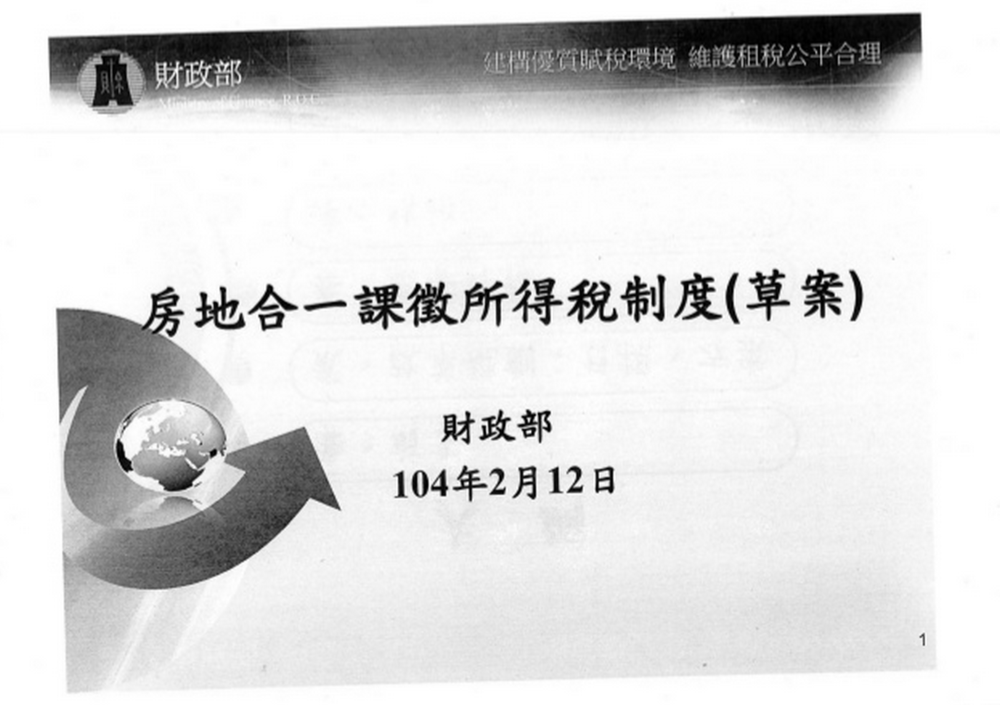 財政部
Ministry of Finance, R.O.C.
建構優質賦稅環境 維護租稅公平合理
房地合一課徵所得稅制度(草案)
財政部
104年2月12日
1